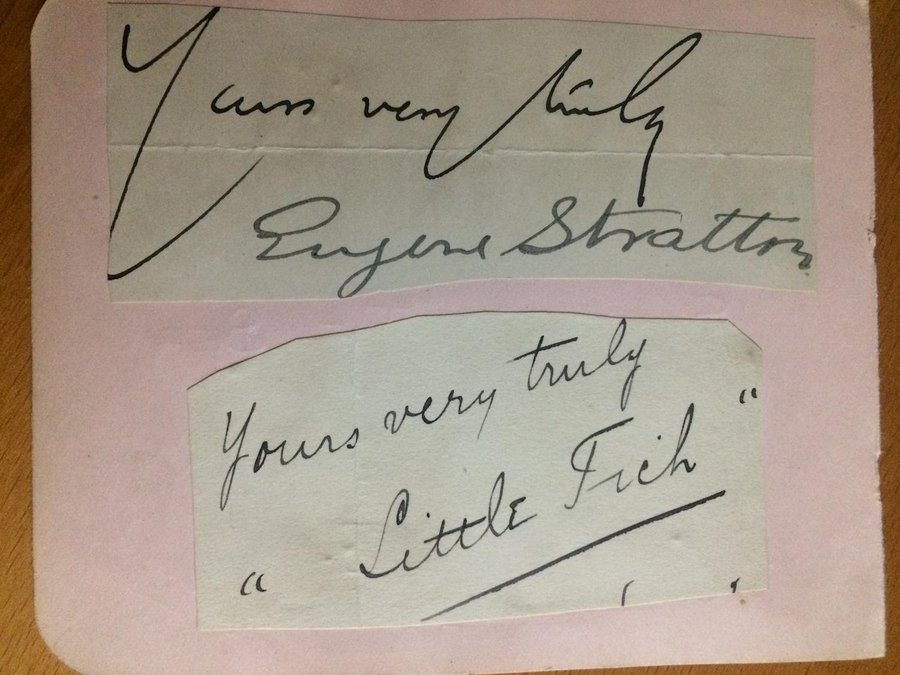 Yours very truly
Eugene Stratton
Yours very truly
“ Little Tich “